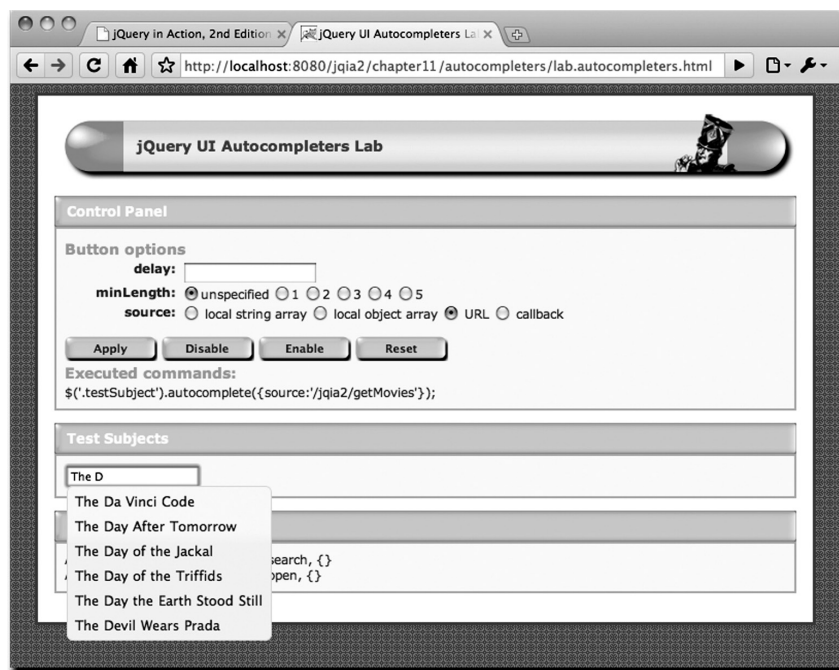 jQuery in Action, 2nd Edition
jQuery UI Autocompleters La
http://localhost:8080/jqia2/chapter11/autocompleters/lab.autocompleters.html
jQuery UI Autocompleters Lab
Control Panel
Button options
delay:
minLength: unspecified 1 2 3 4 5
source: local string array local object array URL callback
Apply Disable Enable Reset
Executed commands:
$('.testSubject').autocomplete({source:'/jqia2/getMovies'});
Test Subjects
The D
The Da Vinci Code
The Day After Tomorrow
The Day of the Jackal
earch, {}
The Day of the Triffids
open, {}
The Day the Earth Stood Still
The Devil Wears Prada